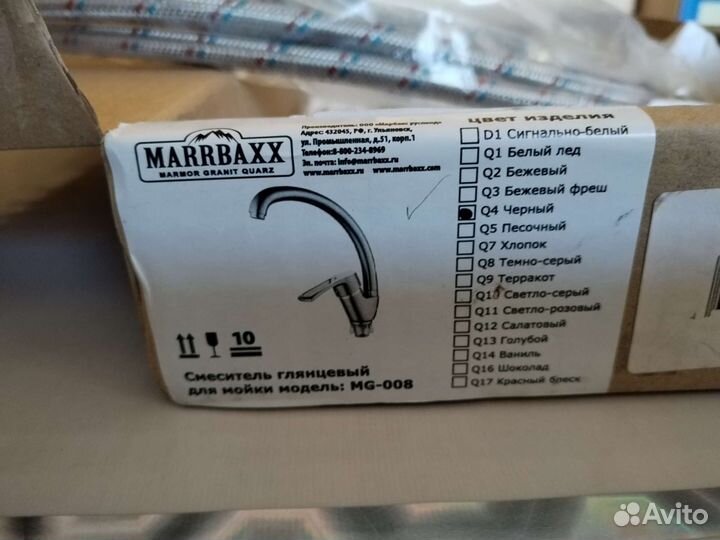 MARRBAXX
MARMOR GRANIT QUARZ
Производитель: ООО «Марбакс
Адрес: 432045, РФ, г. Ульяновск,
ул. Промышленная, д.51, корп.1
Телефон:8-800-234-8969
Эл. почта: info@marrbaxx.ru
www.marrbaxx.ru www.marrbaxx.com
10
Смеситель глянцевый
для мойки модель: MG-008
цвет изделия
D1 Сигнально-белый
Q1 Белый лед
Q2 Бежевый
Q3 Бежевый фреш
Q4 Черный
Q5 Песочный
Q7 Хлопок
Q8 Темно-серый
Q9 Терракот
Q10 Светло-серый
Q11 Светло-розовый
Q12 Салатовый
Q13 Голубой
Q14 Ваниль
Q16 Шоколад
Q17 Красный блеск
Avito